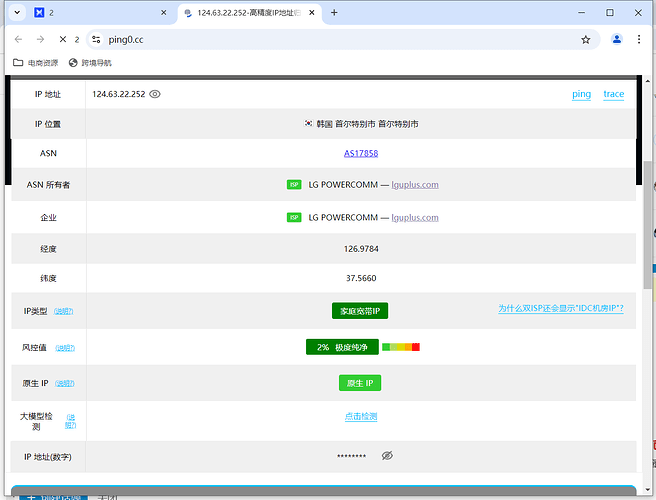 2
124.63.22.252-高精度IP地址归
2
ping0.cc
电商资源
跨境导航
IP 地址
124.63.22.252
ping
trace
IP 位置
韩国 首尔特别市 首尔特别市
ASN
AS17858
ASN 所有者
ISP LG POWERCOMM — lguplus.com
企业
ISP LG POWERCOMM — lguplus.com
经度
126.9784
纬度
37.5660
IP类型 (说明?)
家庭宽带IP
为什么双ISP还会显示"IDC机房IP"?
风控值 (说明?)
2% 极度纯净
原生 IP (说明?)
原生 IP
大模型检
测
(说
明?)
点击检测
IP 地址(数字)
********